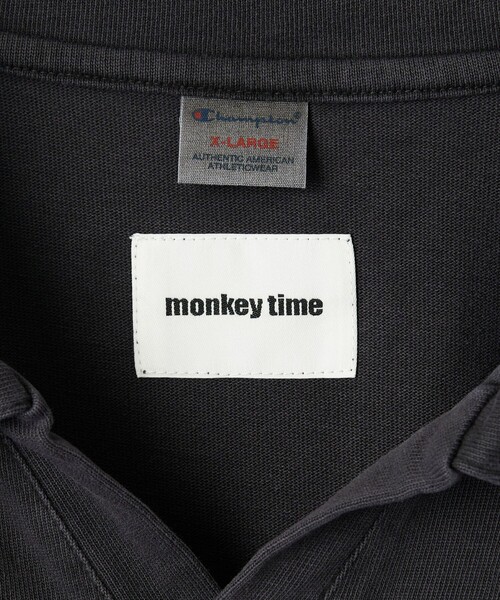 Champion
X-LARGE
AUTHENTIC AMERICAN
ATHLETICWEAR
monkey time